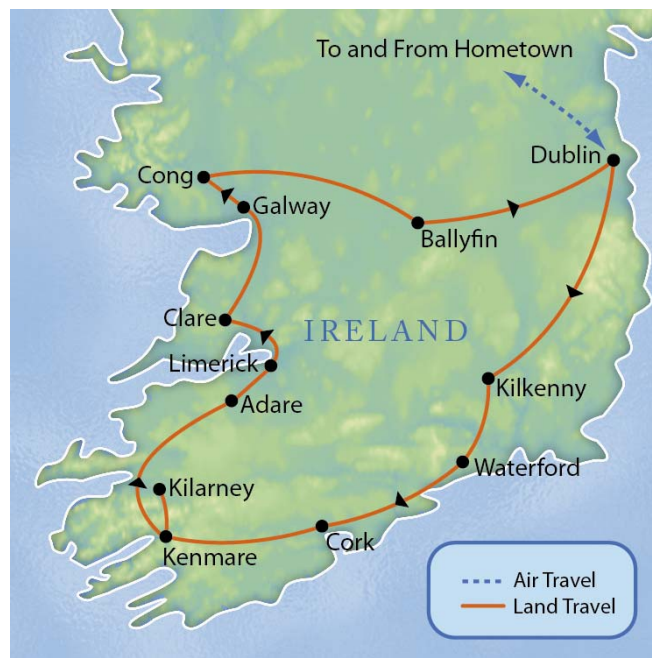 To and From Hometown
Dublin
Cong
Galway
Ballyfin
Clare
IRELAND
Limerick
Kilkenny
Adare
Waterford
Kilarney
Cork
Kenmare
Air Travel
Land Travel